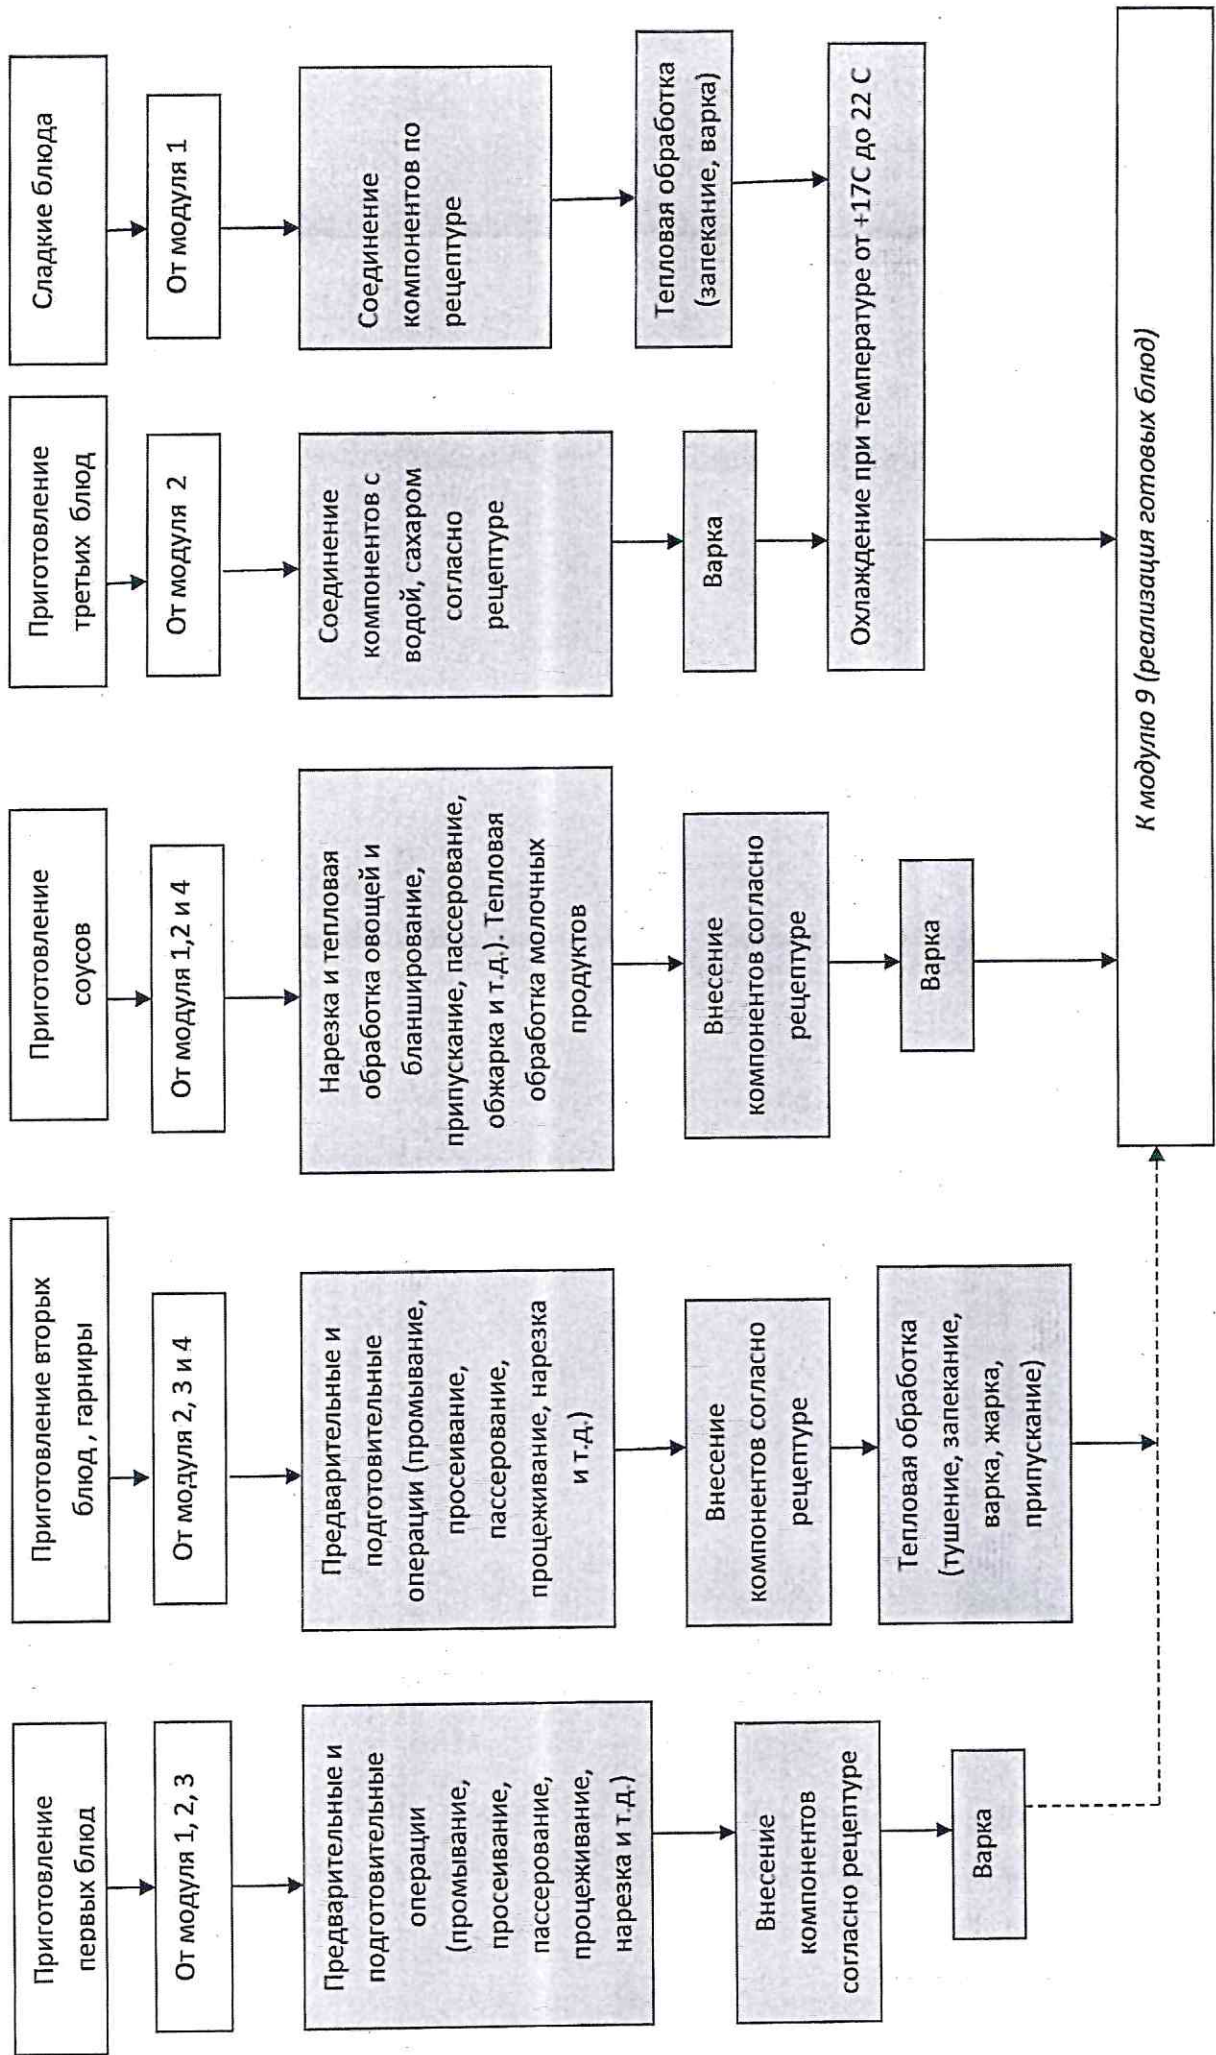 Приготовление
первых блюд
От модуля 1, 2, 3
Предварительные и
подготовительные
операции
(промывание,
просеивание,
пассерование,
процеживание,
нарезка и т.д.)
Внесение
компонентов
согласно рецептуре
Варка
Приготовление вторых
блюд , гарниры
От модуля 2, 3 и 4
Предварительные и
подготовительные
операции (промывание,
просеивание,
пассерование,
процеживание, нарезка
и т.д.)
Внесение
компонентов согласно
рецептуре
Тепловая обработка
(тушение, запекание,
варка, жарка,
припускание)
Приготовление
соусов
От модуля 1,2 и 4
Нарезка и тепловая
обработка овощей и
бланширование,
припускание, пассерование,
обжарка и т.д.). Тепловая
обработка молочных
продуктов
Внесение
компонентов согласно
рецептуре
Варка
Приготовление
третьих блюд
От модуля 2
Соединение
компонентов с
водой, сахаром
согласно
рецептуре
Варка
Сладкие блюда
От модуля 1
Соединение
компонентов по
рецептуре
Тепловая обработка
(запекание, варка)
Охлаждение при температуре от +17С до 22 С
К модулю 9 (реализация готовых блюд)